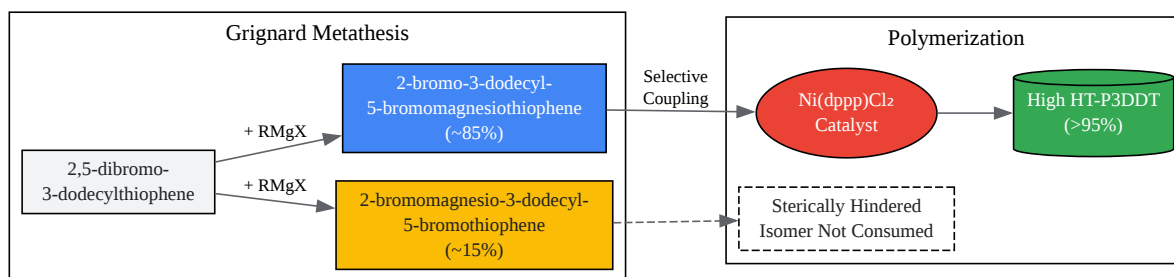 Grignard Metathesis
2,5-dibromo-
3-dodecylthiophene
+ RMgX
+ RMgX
2-bromo-3-dodecyl-
5-bromomagnesiothiophene
(~85%)
2-bromomagnesio-3-dodecyl-
5-bromothiophene
(~15%)
Selective
Coupling
Polymerization
Ni(dppp)Cl₂
Catalyst
High HT-P3DDT
(>95%)
Sterically Hindered
Isomer Not Consumed